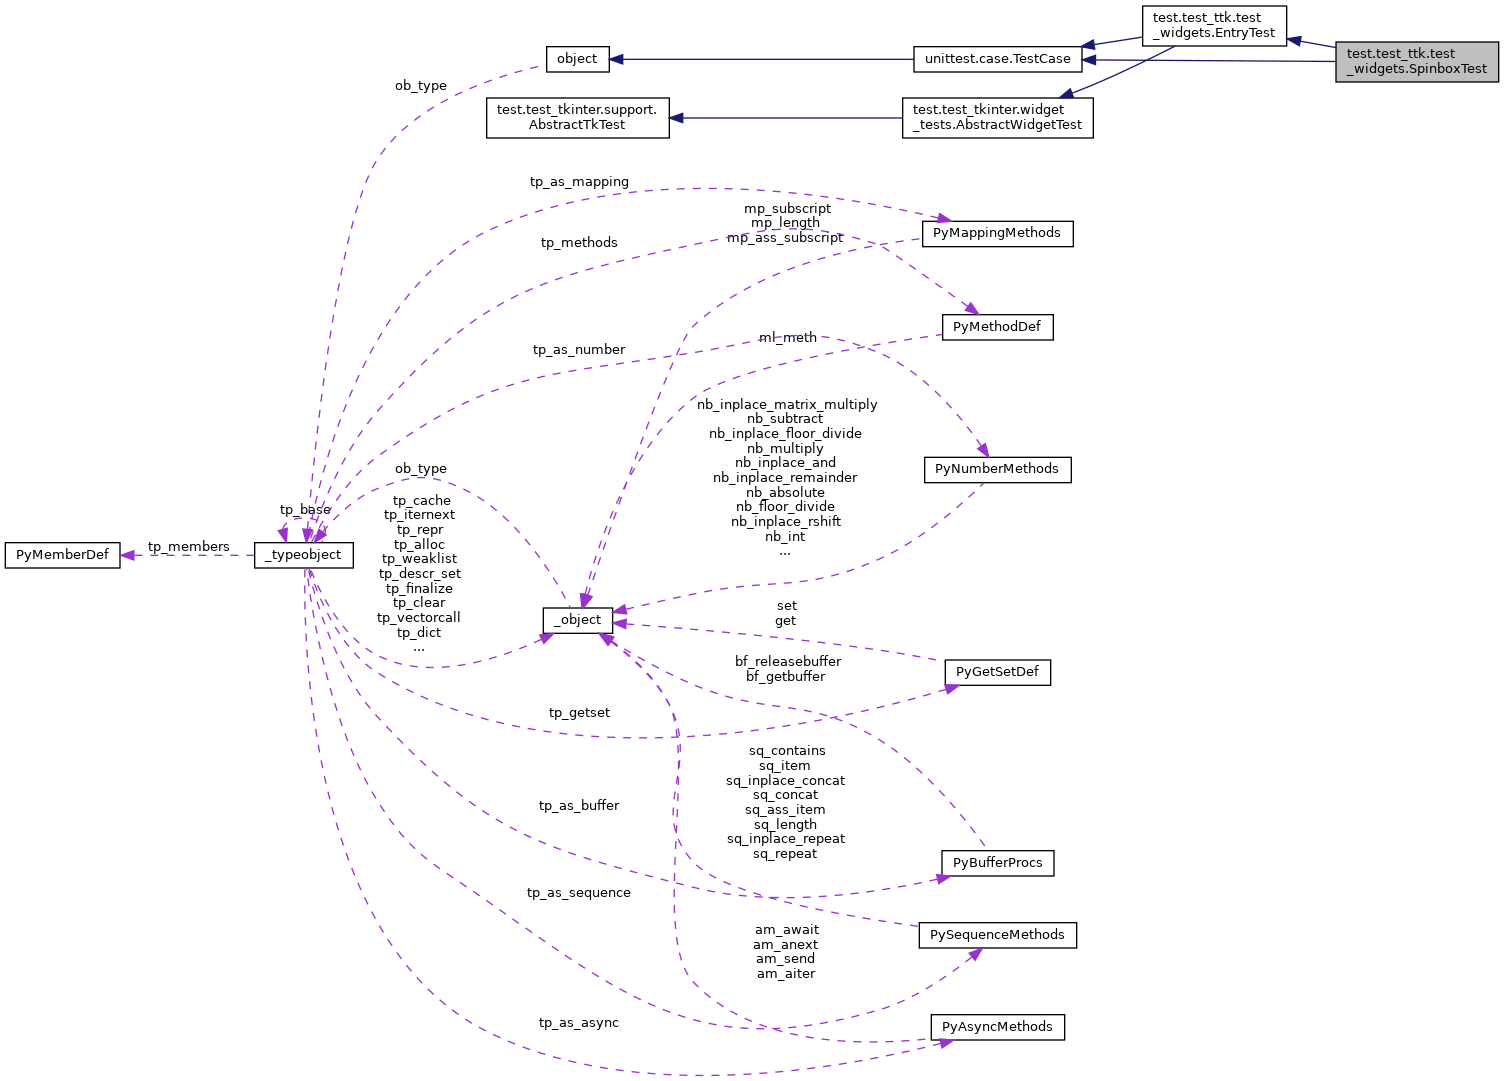 test.test_ttk.test
_widgets.EntryTest
object
unittest.case.TestCase
test.test_ttk.test
_widgets.SpinboxTest
ob_type
test.test_tkinter.support.
AbstractTkTest
test.test_tkinter.widget
_tests.AbstractWidgetTest
tp_as_mapping
mp_subscript
mp_length
mp_ass_subscript
PyMappingMethods
tp_methods
PyMethodDef
ml_meth
tp_as_number
nb_inplace_matrix_multiply
nb_subtract
nb_inplace_floor_divide
nb_multiply
nb_inplace_and
nb_inplace_remainder
nb_absolute
nb_floor_divide
nb_inplace_rshift
nb_int
...
PyNumberMethods
ob_type
tp_base
tp_cache
tp_iternext
tp_repr
tp_alloc
tp_weaklist
tp_descr_set
tp_finalize
tp_clear
tp_vectorcall
tp_dict
...
PyMemberDef
tp_members
_typeobject
_object
set
get
PyGetSetDef
bf_releasebuffer
bf_getbuffer
tp_getset
sq_contains
sq_item
sq_inplace_concat
sq_concat
sq_ass_item
sq_length
sq_inplace_repeat
sq_repeat
tp_as_buffer
PyBufferProcs
tp_as_sequence
PySequenceMethods
am_await
am_anext
am_send
am_aiter
tp_as_async
PyAsyncMethods